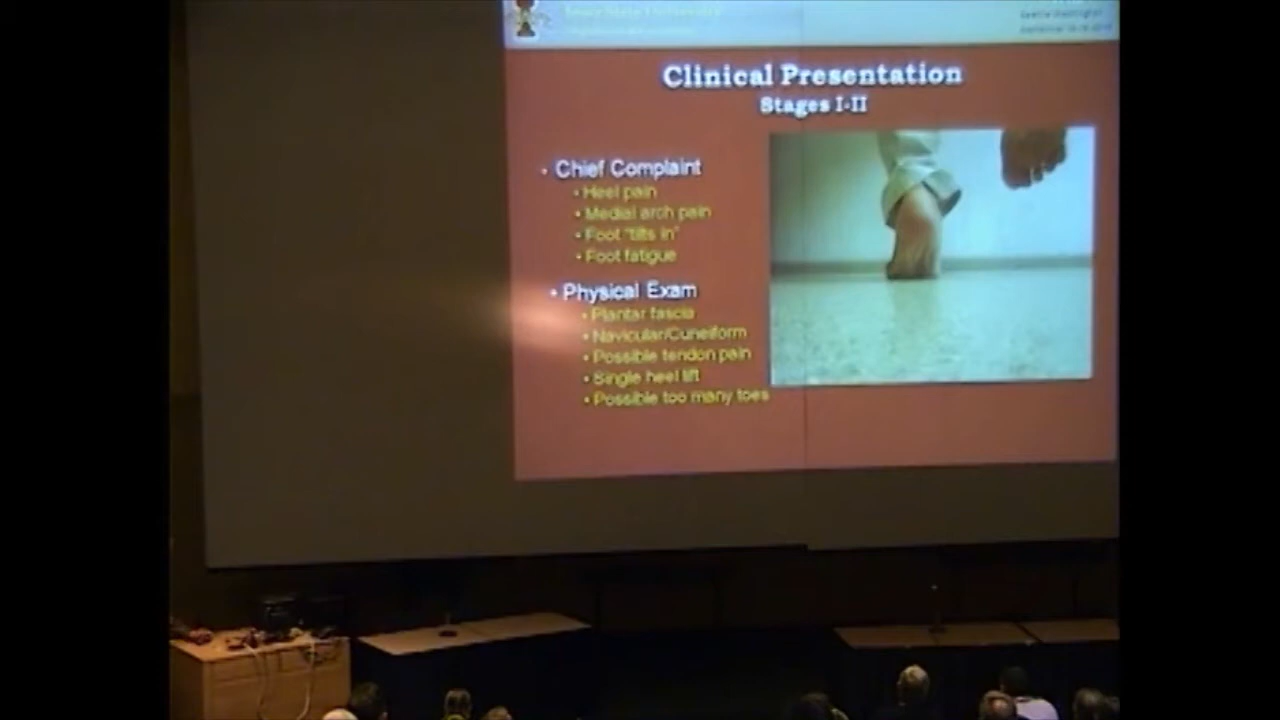 Clinical Presentation
Stages I-II
• Chief Complaint
• Heel pain
• Medial arch pain
• Foot "tilts in"
• Foot fatigue
• Physical Exam
• Plantar fascia
• Navicular/Cuneiform
• Possible tendon pain
• Single heel lift
• Possible too many toes